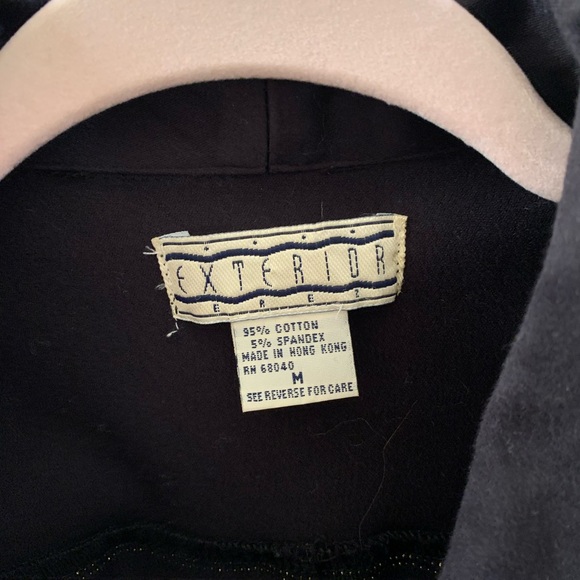 EXTERIOR
EREZ
95% COTTON
5% SPANDEX
MADE IN HONG KONG
RN 68040
M
SEE REVERSE FOR CARE